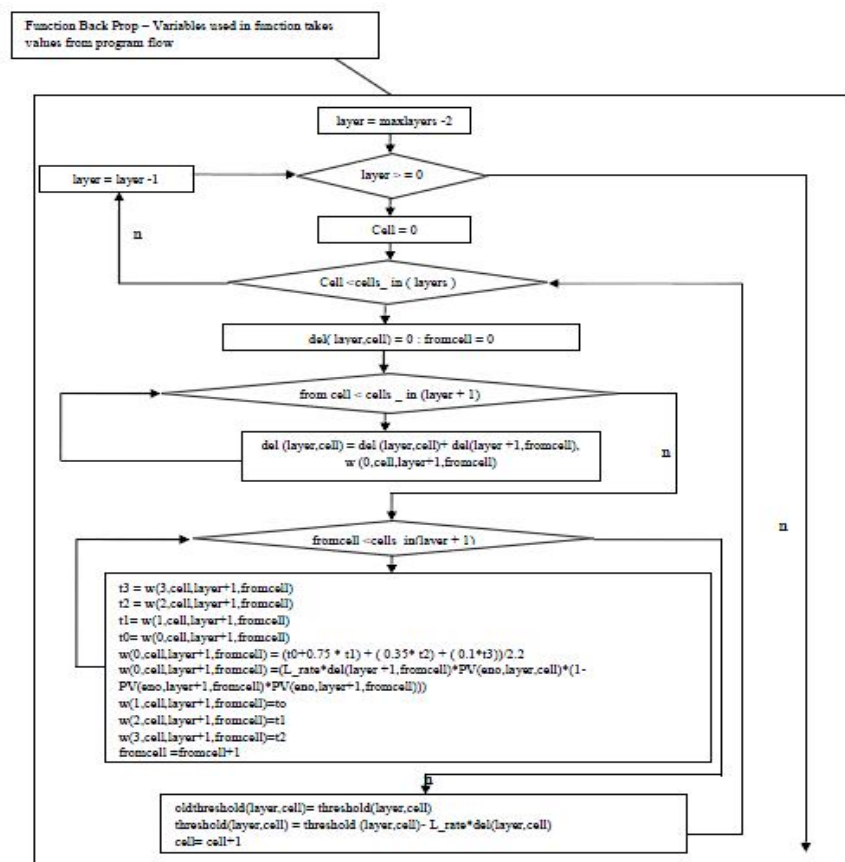 Function Back Prop – Variables used in function takes
values from program flow
layer = maxlayers -2
layer = layer -1
layer > = 0
n
Cell = 0
Cell <cells_ in ( layers )
del( layer,cell) = 0 : fromcell = 0
from cell < cells _ in (layer + 1)
del (layer,cell) = del (layer,cell)+ del(layer +1,fromcell),
w (0,cell,layer+1,fromcell)
n
n
fromcell <cells_in(layer + 1)
t3 = w(3,cell,layer+1,fromcell)
t2 = w(2,cell,layer+1,fromcell)
t1= w(1,cell,layer+1,fromcell)
t0= w(0,cell,layer+1,fromcell)
w(0,cell,layer+1,fromcell) = (t0+0.75 * t1) + ( 0.35* t2) + ( 0.1*t3))/2.2
w(0,cell,layer+1,fromcell) =(L_rate*del(layer +1,fromcell)*PV(eno,layer,cell)*(1-
PV(eno,layer+1,fromcell)*PV(eno,layer+1,fromcell)))
w(1,cell,layer+1,fromcell)=to
w(2,cell,layer+1,fromcell)=t1
w(3,cell,layer+1,fromcell)=t2
fromcell =fromcell+1
n
oldthreshold(layer,cell)= threshold(layer,cell)
threshold(layer,cell) = threshold (layer,cell)- L_rate*del(layer,cell)
cell= cell+1